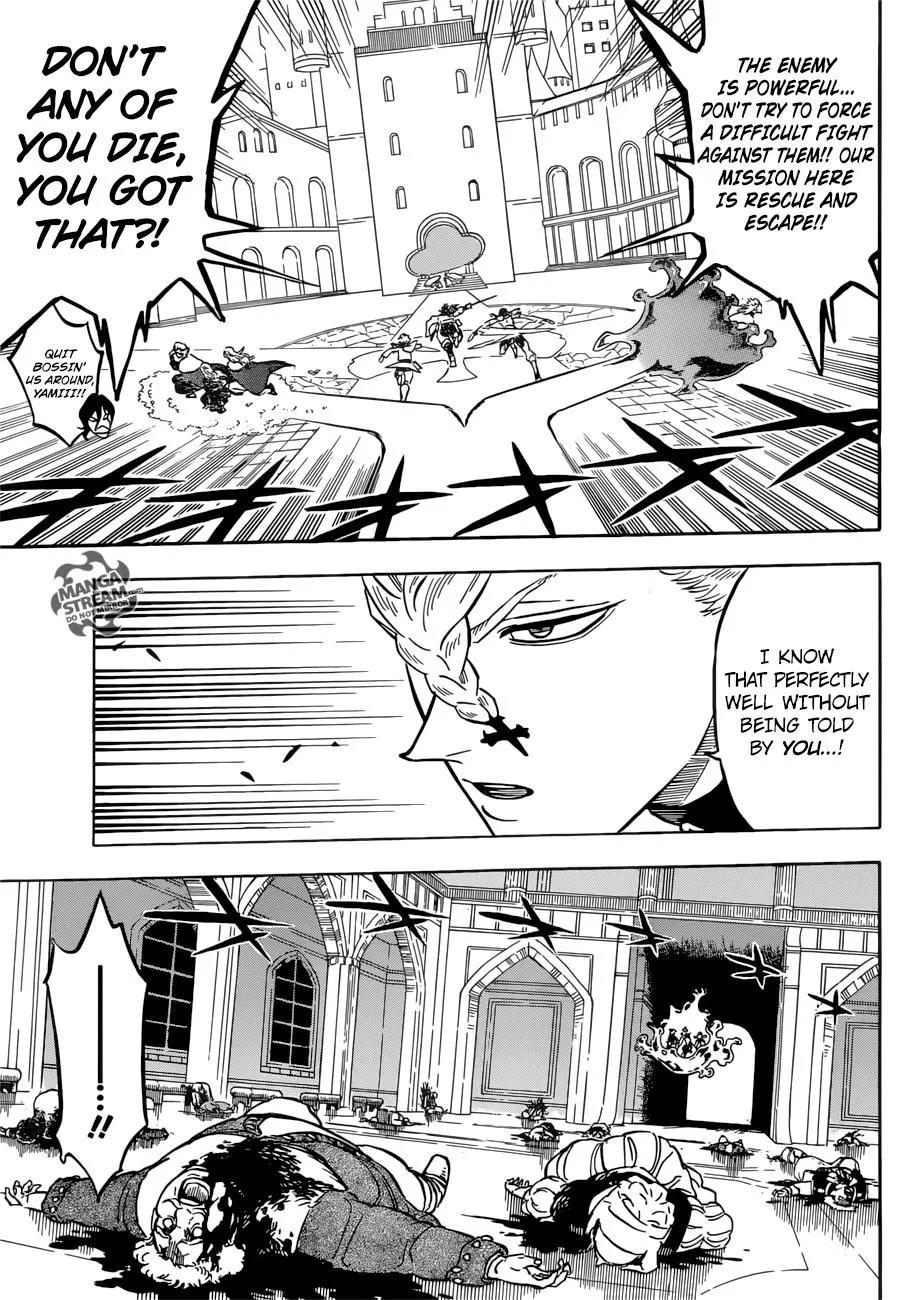 THE ENEMY
IS POWERFUL...
DON'T TRY TO FORCE
A DIFFICULT FIGHT
AGAINST THEM!! OUR
MISSION HERE
IS RESCUE AND
ESCAPE!!
DON'T
ANY OF
YOU DIE,
YOU GOT
THAT?!
QUIT
BOSSIN'
US AROUND,
YAMIII!!
MANGA
STREAM.com
DO NOT MIRROR
I KNOW
THAT PERFECTLY
WELL WITHOUT
BEING TOLD
BY YOU...!
......!!